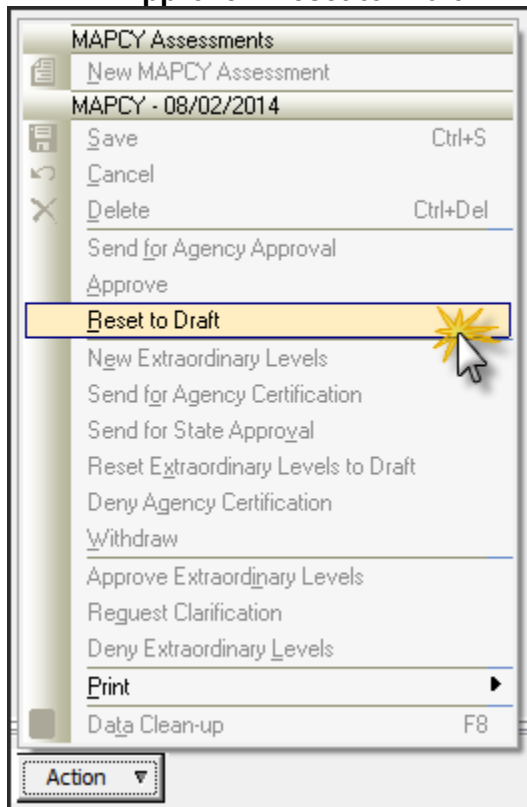 MAPCY Assessments
New MAPCY Assessment
MAPCY - 08/02/2014
Save Ctrl+S
Cancel
Delete Ctrl+Del
Send for Agency Approval
Approve
Reset to Draft
New Extraordinary Levels
Send for Agency Certification
Send for State Approval
Reset Extraordinary Levels to Draft
Deny Agency Certification
Withdraw
Approve Extraordinary Levels
Reguest Clarification
Deny Extraordinary Levels
Print
Data Clean-up F8
Action